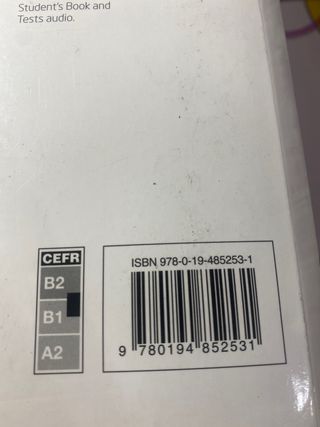 Student's Book and
Tests audio.
ISBN 978-0-19-485253-1
CEFR
B2
B1
A2
9 780194 852531